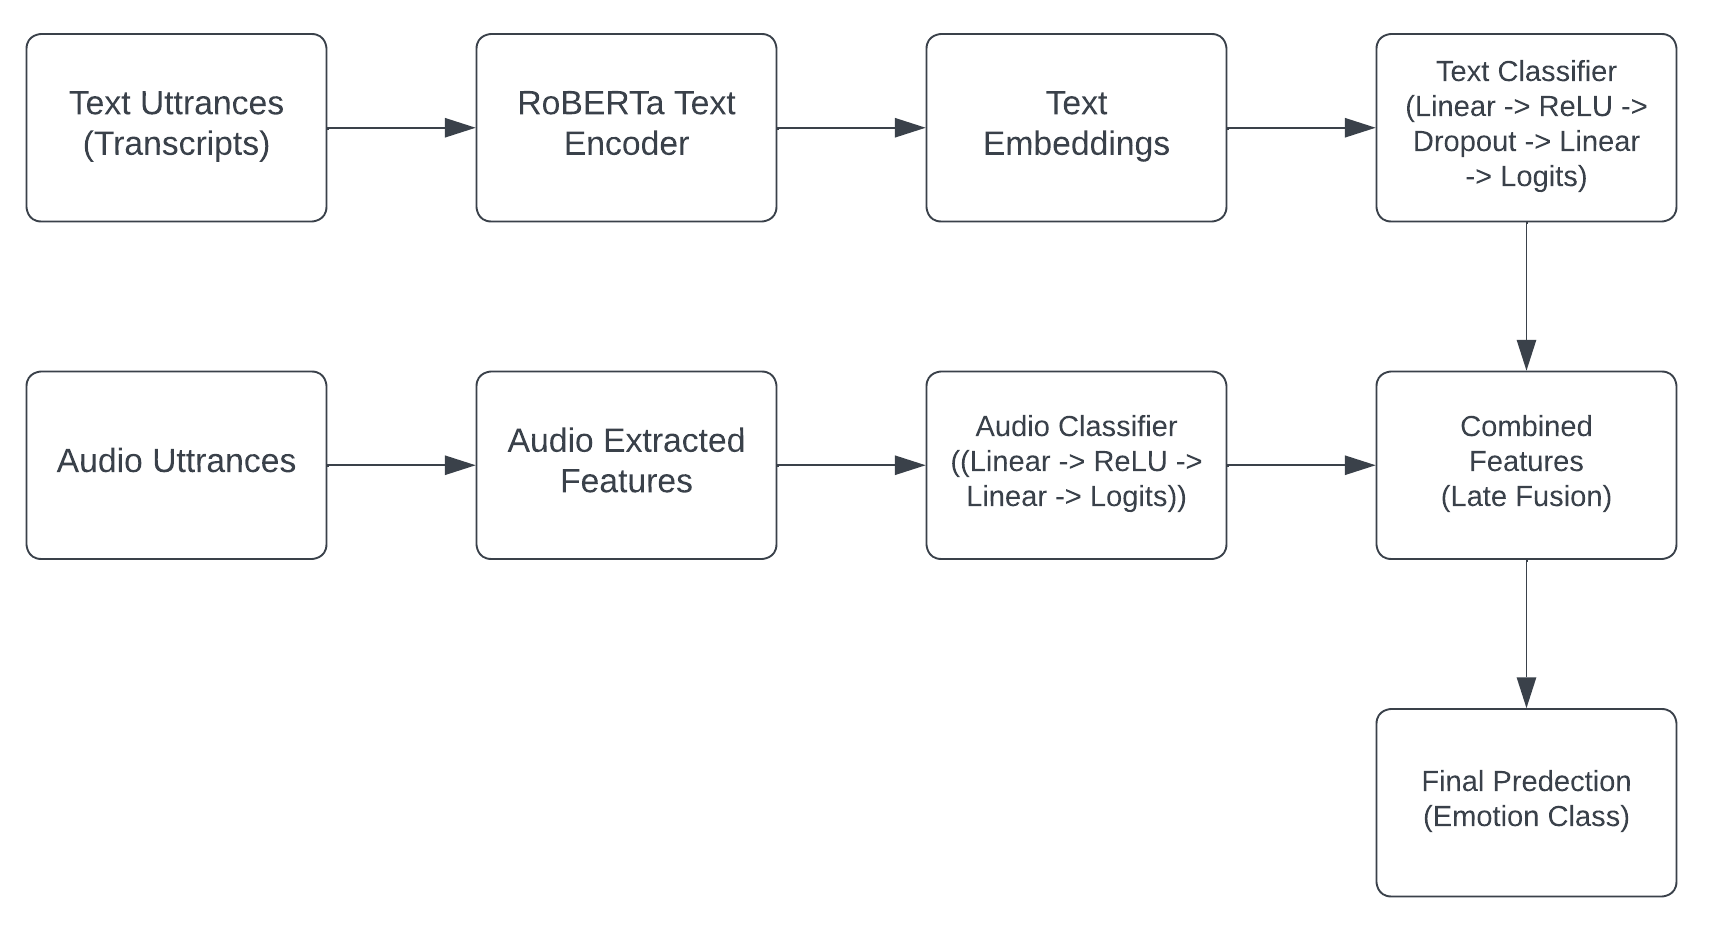 Text Uttrances
(Transcripts)
RoBERTa Text
Encoder
Text
Embeddings
Text Classifier
(Linear -> ReLU ->
Dropout -> Linear
-> Logits)
Audio Uttrances
Audio Extracted
Features
Audio Classifier
((Linear -> ReLU ->
Linear -> Logits))
Combined
Features
(Late Fusion)
Final Predection
(Emotion Class)